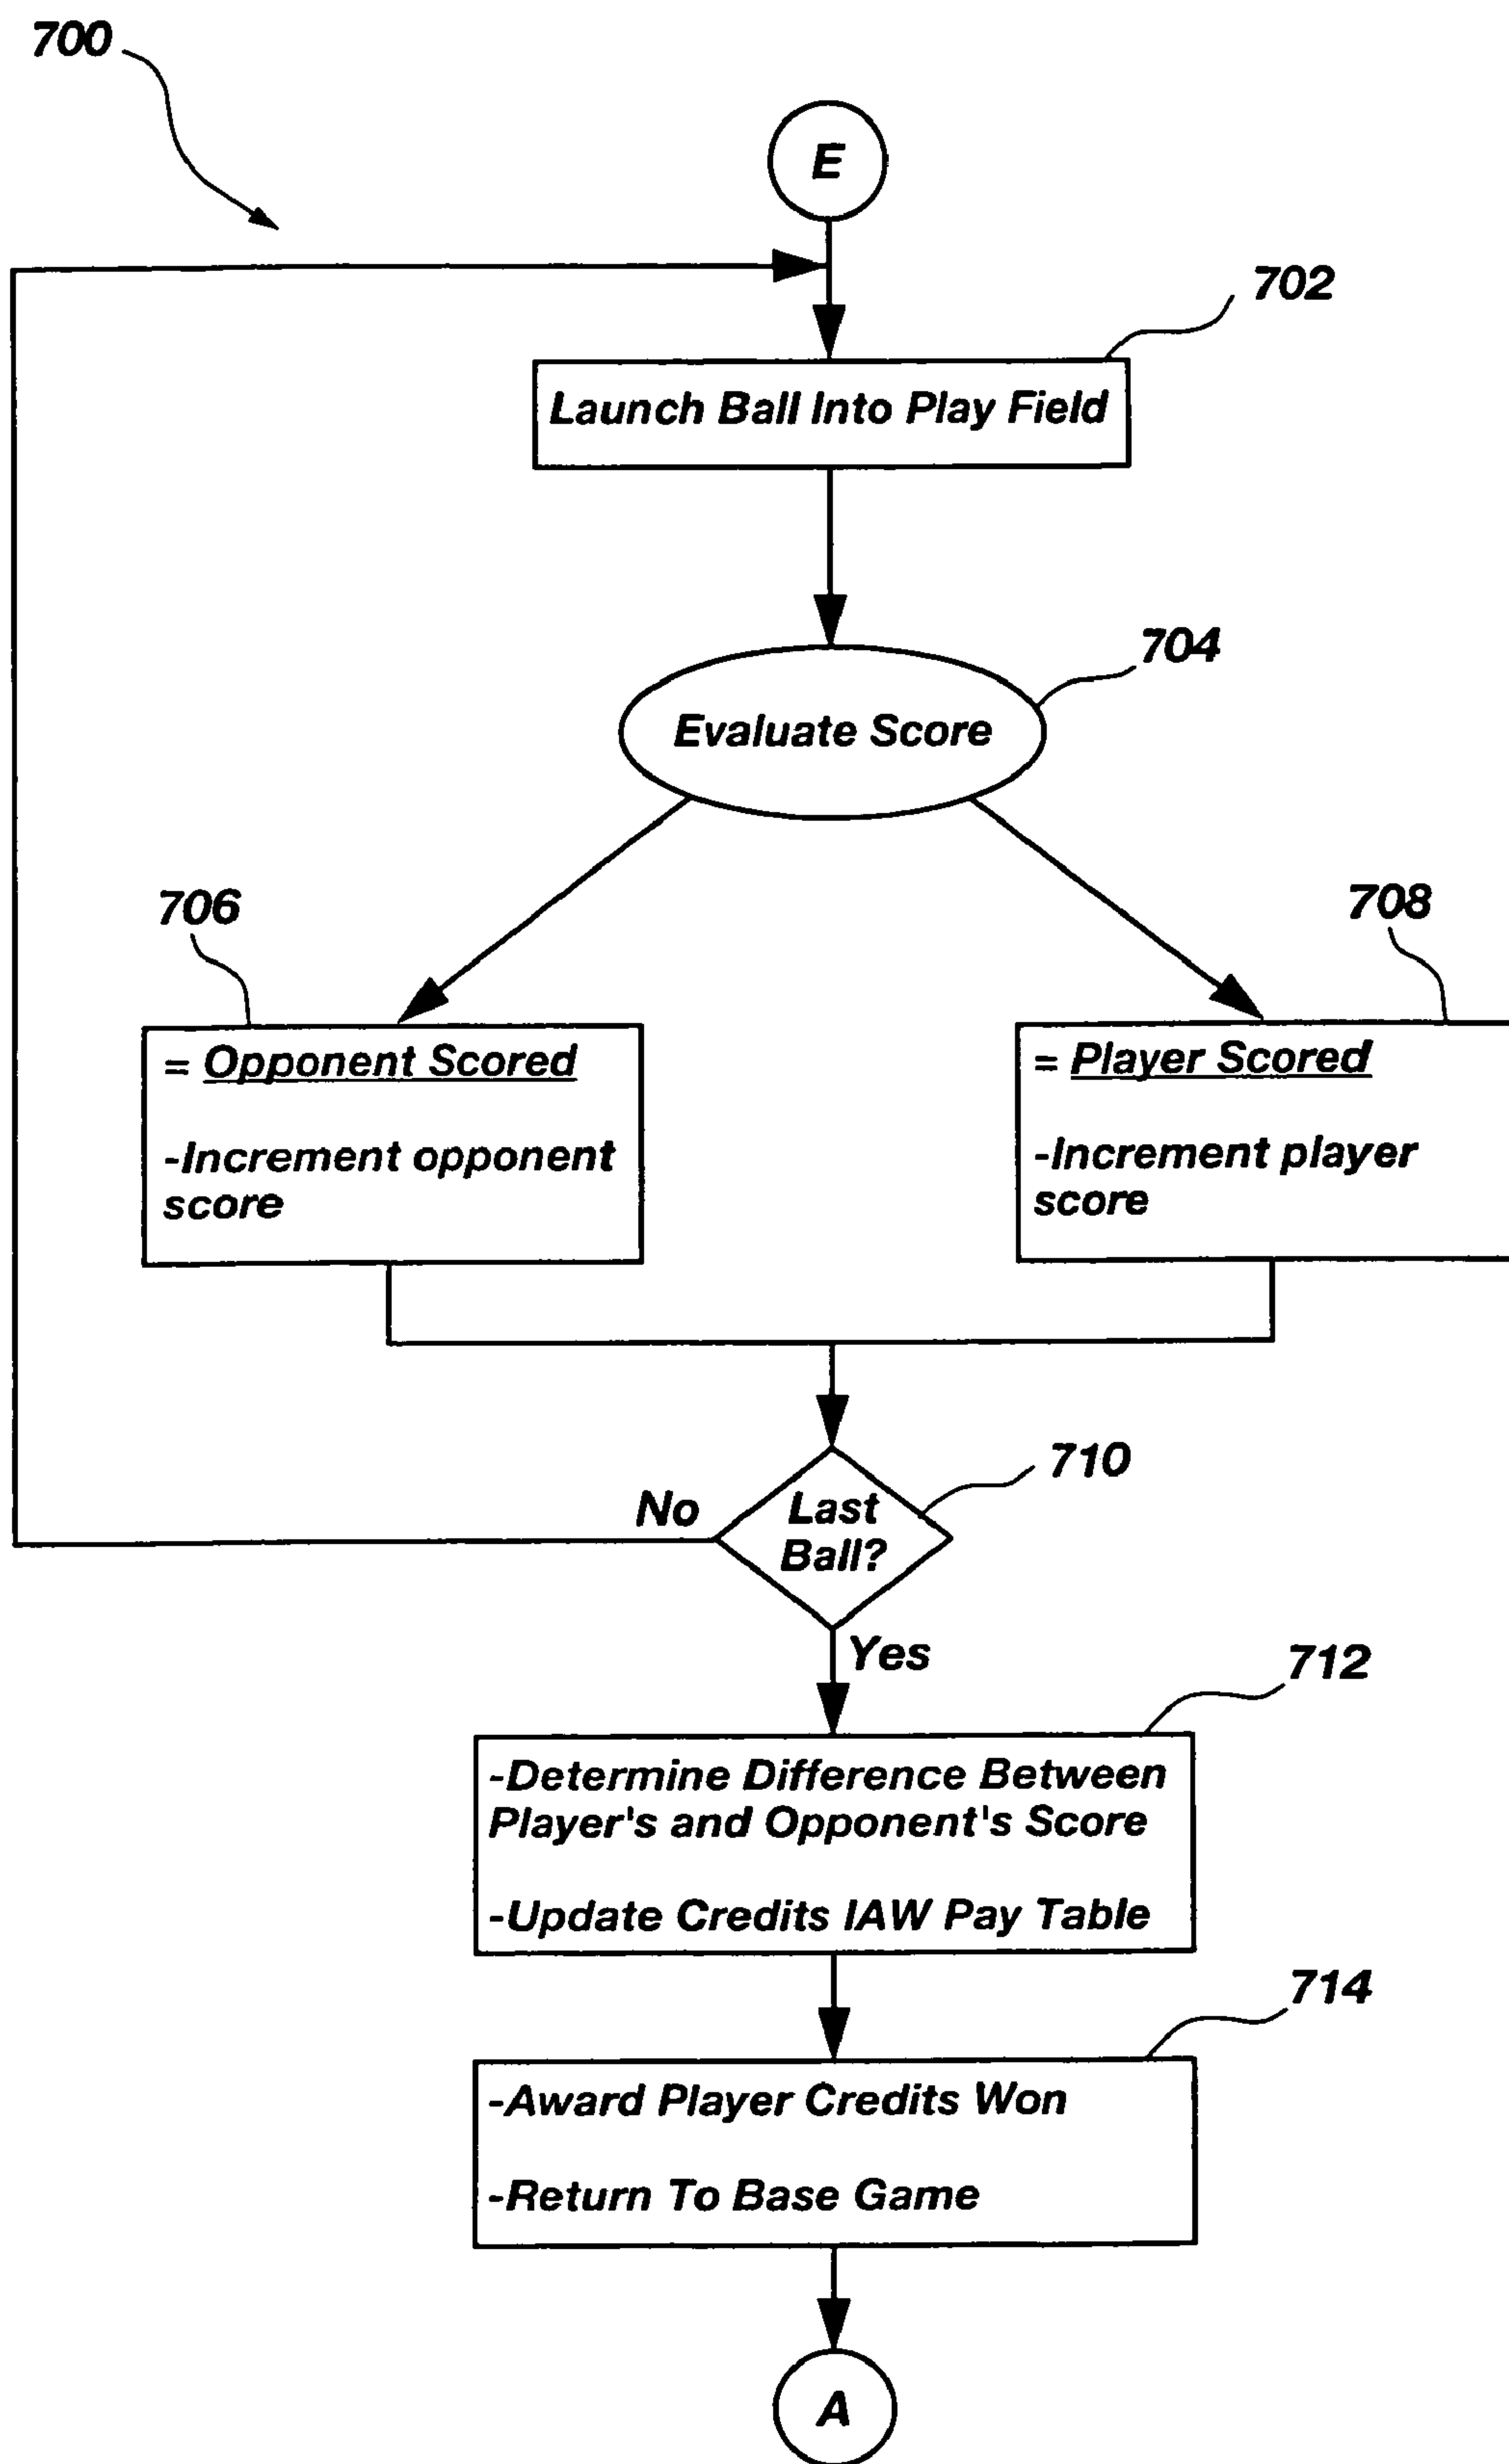 700
E
702
Launch Ball Into Play Field
704
Evaluate Score
706
708
= Opponent Scored
-Increment opponent
score
= Player Scored
-Increment player
score
710
No
Last
Ball?
Yes
712
-Determine Difference Between
Player's and Opponent's Score
-Update Credits IAW Pay Table
714
-Award Player Credits Won
-Return To Base Game
A